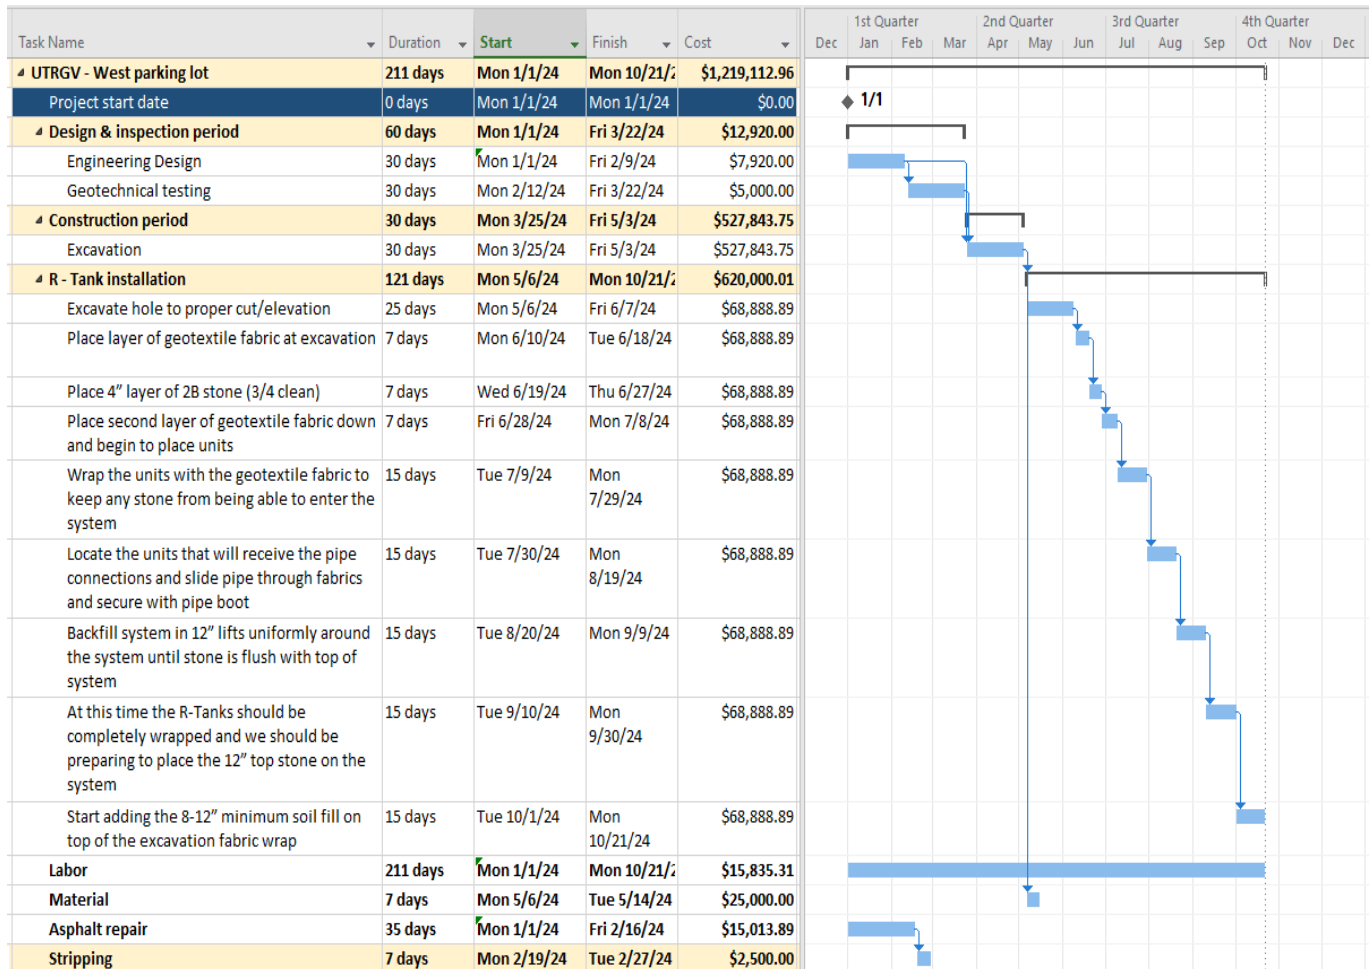 1st Quarter 2nd Quarter 3rd Quarter 4th Quarter
Task Name Duration Start Finish Cost Dec Jan Feb Mar Apr May Jun Jul Aug Sep Oct Nov Dec
UTRGV - West parking lot 211 days Mon 1/1/24 Mon 10/21/2 $1,219,112.96
Project start date 0 days Mon 1/1/24 Mon 1/1/24 $0.00 1/1
Design & inspection period 60 days Mon 1/1/24 Fri 3/22/24 $12,920.00
Engineering Design 30 days Mon 1/1/24 Fri 2/9/24 $7,920.00
Geotechnical testing 30 days Mon 2/12/24 Fri 3/22/24 $5,000.00
Construction period 30 days Mon 3/25/24 Fri 5/3/24 $527,843.75
Excavation 30 days Mon 3/25/24 Fri 5/3/24 $527,843.75
R - Tank installation 121 days Mon 5/6/24 Mon 10/21/2 $620,000.01
Excavate hole to proper cut/elevation 25 days Mon 5/6/24 Fri 6/7/24 $68,888.89
Place layer of geotextile fabric at excavation 7 days Mon 6/10/24 Tue 6/18/24 $68,888.89
Place 4” layer of 2B stone (3/4 clean) 7 days Wed 6/19/24 Thu 6/27/24 $68,888.89
Place second layer of geotextile fabric down 7 days Fri 6/28/24 Mon 7/8/24 $68,888.89
and begin to place units
Wrap the units with the geotextile fabric to 15 days Tue 7/9/24 Mon $68,888.89
keep any stone from being able to enter the 7/29/24
system
Locate the units that will receive the pipe 15 days Tue 7/30/24 Mon $68,888.89
connections and slide pipe through fabrics 8/19/24
and secure with pipe boot
Backfill system in 12” lifts uniformly around 15 days Tue 8/20/24 Mon 9/9/24 $68,888.89
the system until stone is flush with top of
system
At this time the R-Tanks should be 15 days Tue 9/10/24 Mon $68,888.89
completely wrapped and we should be 9/30/24
preparing to place the 12” top stone on the
system
Start adding the 8-12” minimum soil fill on 15 days Tue 10/1/24 Mon $68,888.89
top of the excavation fabric wrap 10/21/24
Labor 211 days Mon 1/1/24 Mon 10/21/2 $15,835.31
Material 7 days Mon 5/6/24 Tue 5/14/24 $25,000.00
Asphalt repair 35 days Mon 1/1/24 Fri 2/16/24 $15,013.89
Stripping 7 days Mon 2/19/24 Tue 2/27/24 $2,500.00